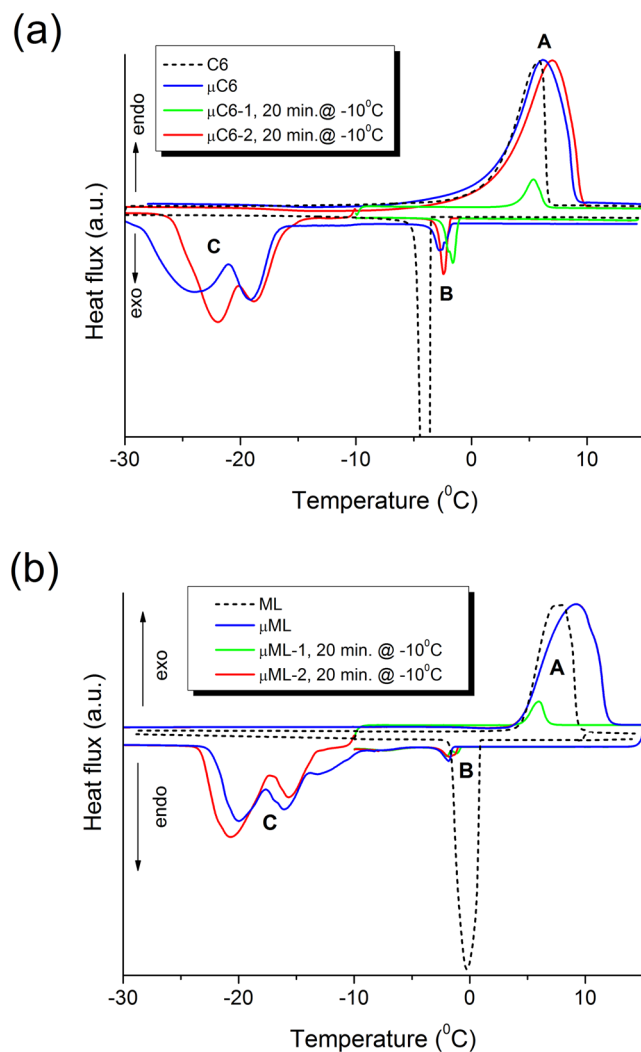 (a)
A
C6
μC6
μC6-1, 20 min.@ -10⁰C
μC6-2, 20 min.@ -10⁰C
endo
Heat flux (a.u.)
exo
C
B
-30
-20
-10
0
10
Temperature (⁰C)
(b)
ML
μML
μML-1, 20 min. @ -10⁰C
μML-2, 20 min. @ -10⁰C
exo
A
Heat flux (a.u.)
endo
B
C
-30
-20
-10
0
10
Temperature (⁰C)